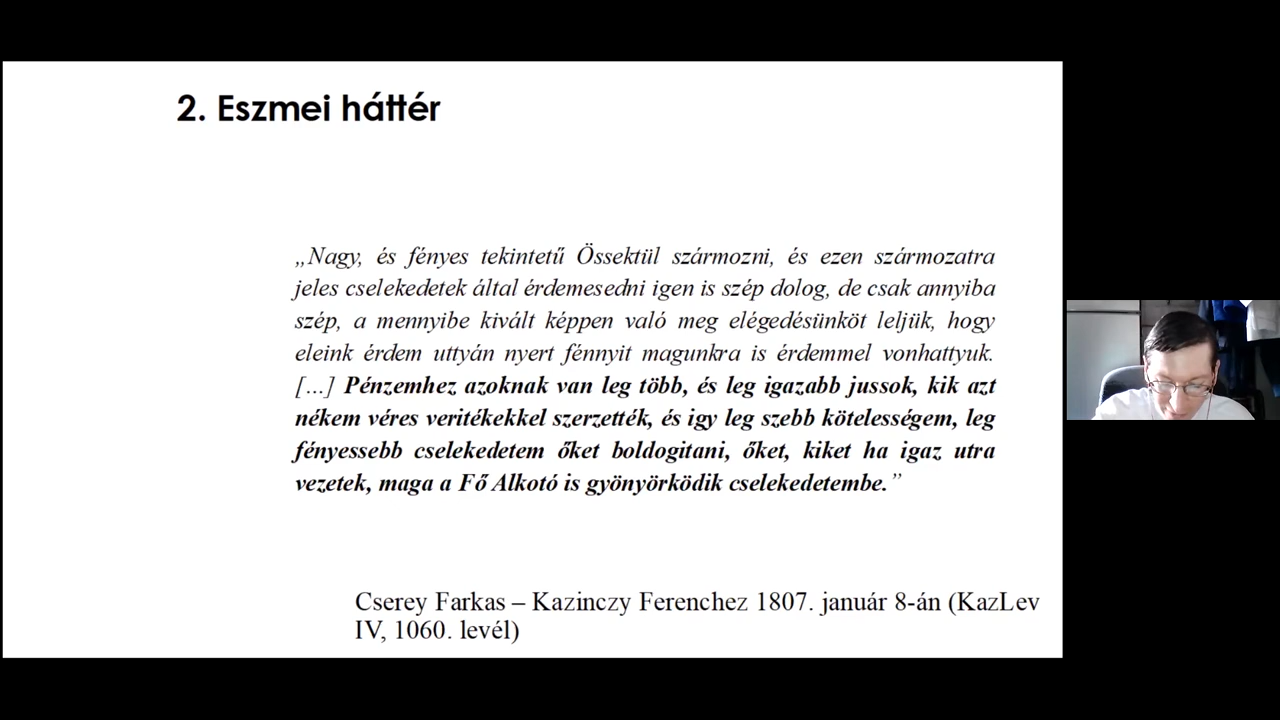 2. Eszmei háttér
„Nagy, és fényes tekintetű Össektül származni, és ezen származatra
jeles cselekedetek által érdemesedni igen is szép dolog, de csak annyiba
szép, a mennyibe kivált képpen való meg elégedésünköt leljük, hogy
eleink érdem uttyán nyert fénnyit magunkra is érdemmel vonhattyuk.
[…] Pénzemhez azoknak van leg több, és leg igazabb jussok, kik azt
nékem véres veritékekkel szerzették, és igy leg szebb kötelességem, leg
fényessebb cselekedetem őket boldogitani, őket, kiket ha igaz utra
vezetek, maga a Fő Alkotó is gyönyörködik cselekedetembe.”
Cserey Farkas – Kazinczy Ferenchez 1807. január 8-án (KazLev
IV, 1060. levél)